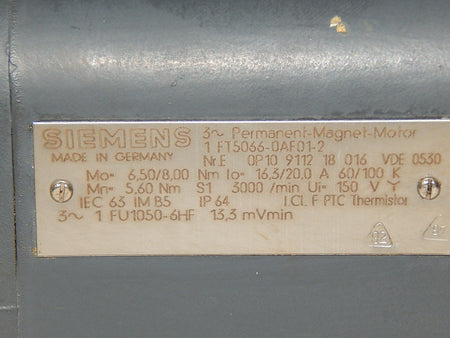 SIEMENS 3~ Permanent-Magnet-Motor
1 FT5066-0AF01-2
MADE IN GERMANY Nr.E 0P10 9112 18 016 VDE 0530
Mo= 6,50/8,00 Nm Io= 16.3/20.0 A 60/100 K
Mn= 5,60 Nm S1 3000 /min Ui= 150 V Y
IEC 63 IM B5 IP 64 I.Cl. F PTC Thermistor
3~ 1 FU1050-6HF 13,3 mVmin